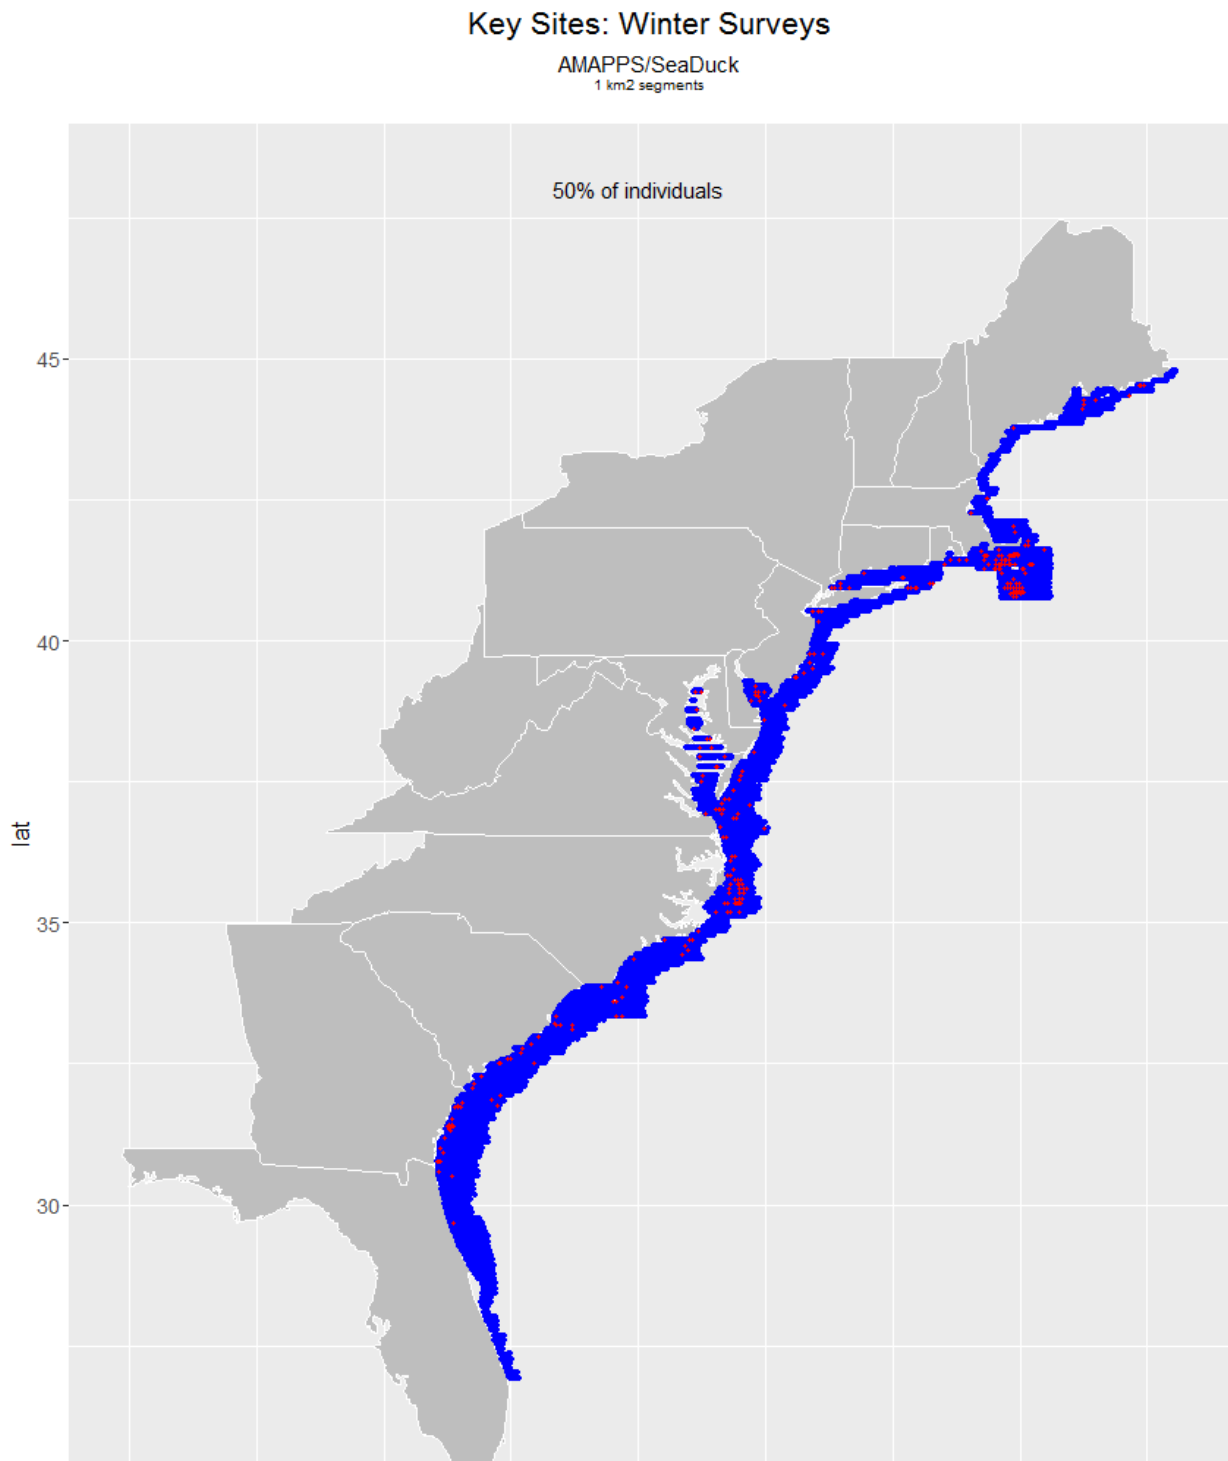 Key Sites: Winter Surveys
AMAPPS/SeaDuck
1 km2 segments
50% of individuals
45
40
lat
35
30